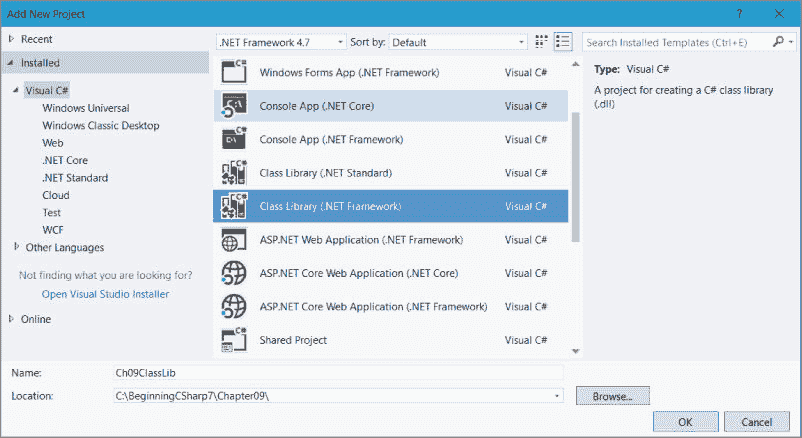 Add New Project
Recent
Installed
Visual C#
Windows Universal
Windows Classic Desktop
Web
.NET Core
.NET Standard
Cloud
Test
WCF
Other Languages
Not finding what you are looking for?
Open Visual Studio Installer
Online
.NET Framework 4.7 Sort by: Default
Windows Forms App (.NET Framework) Visual C#
Console App (.NET Core) Visual C#
Console App (.NET Framework) Visual C#
Class Library (.NET Standard) Visual C#
Class Library (.NET Framework) Visual C#
ASP.NET Web Application (.NET Framework) Visual C#
ASP.NET Core Web Application (.NET Core) Visual C#
ASP.NET Core Web Application (.NET Framework) Visual C#
Shared Project Visual C#
Search Installed Templates (Ctrl+E)
Type: Visual C#
A project for creating a C# class library
(.dll)
Name: Ch09ClassLib
Location: C:\BeginningCSharp7\Chapter09\ Browse...
OK Cancel